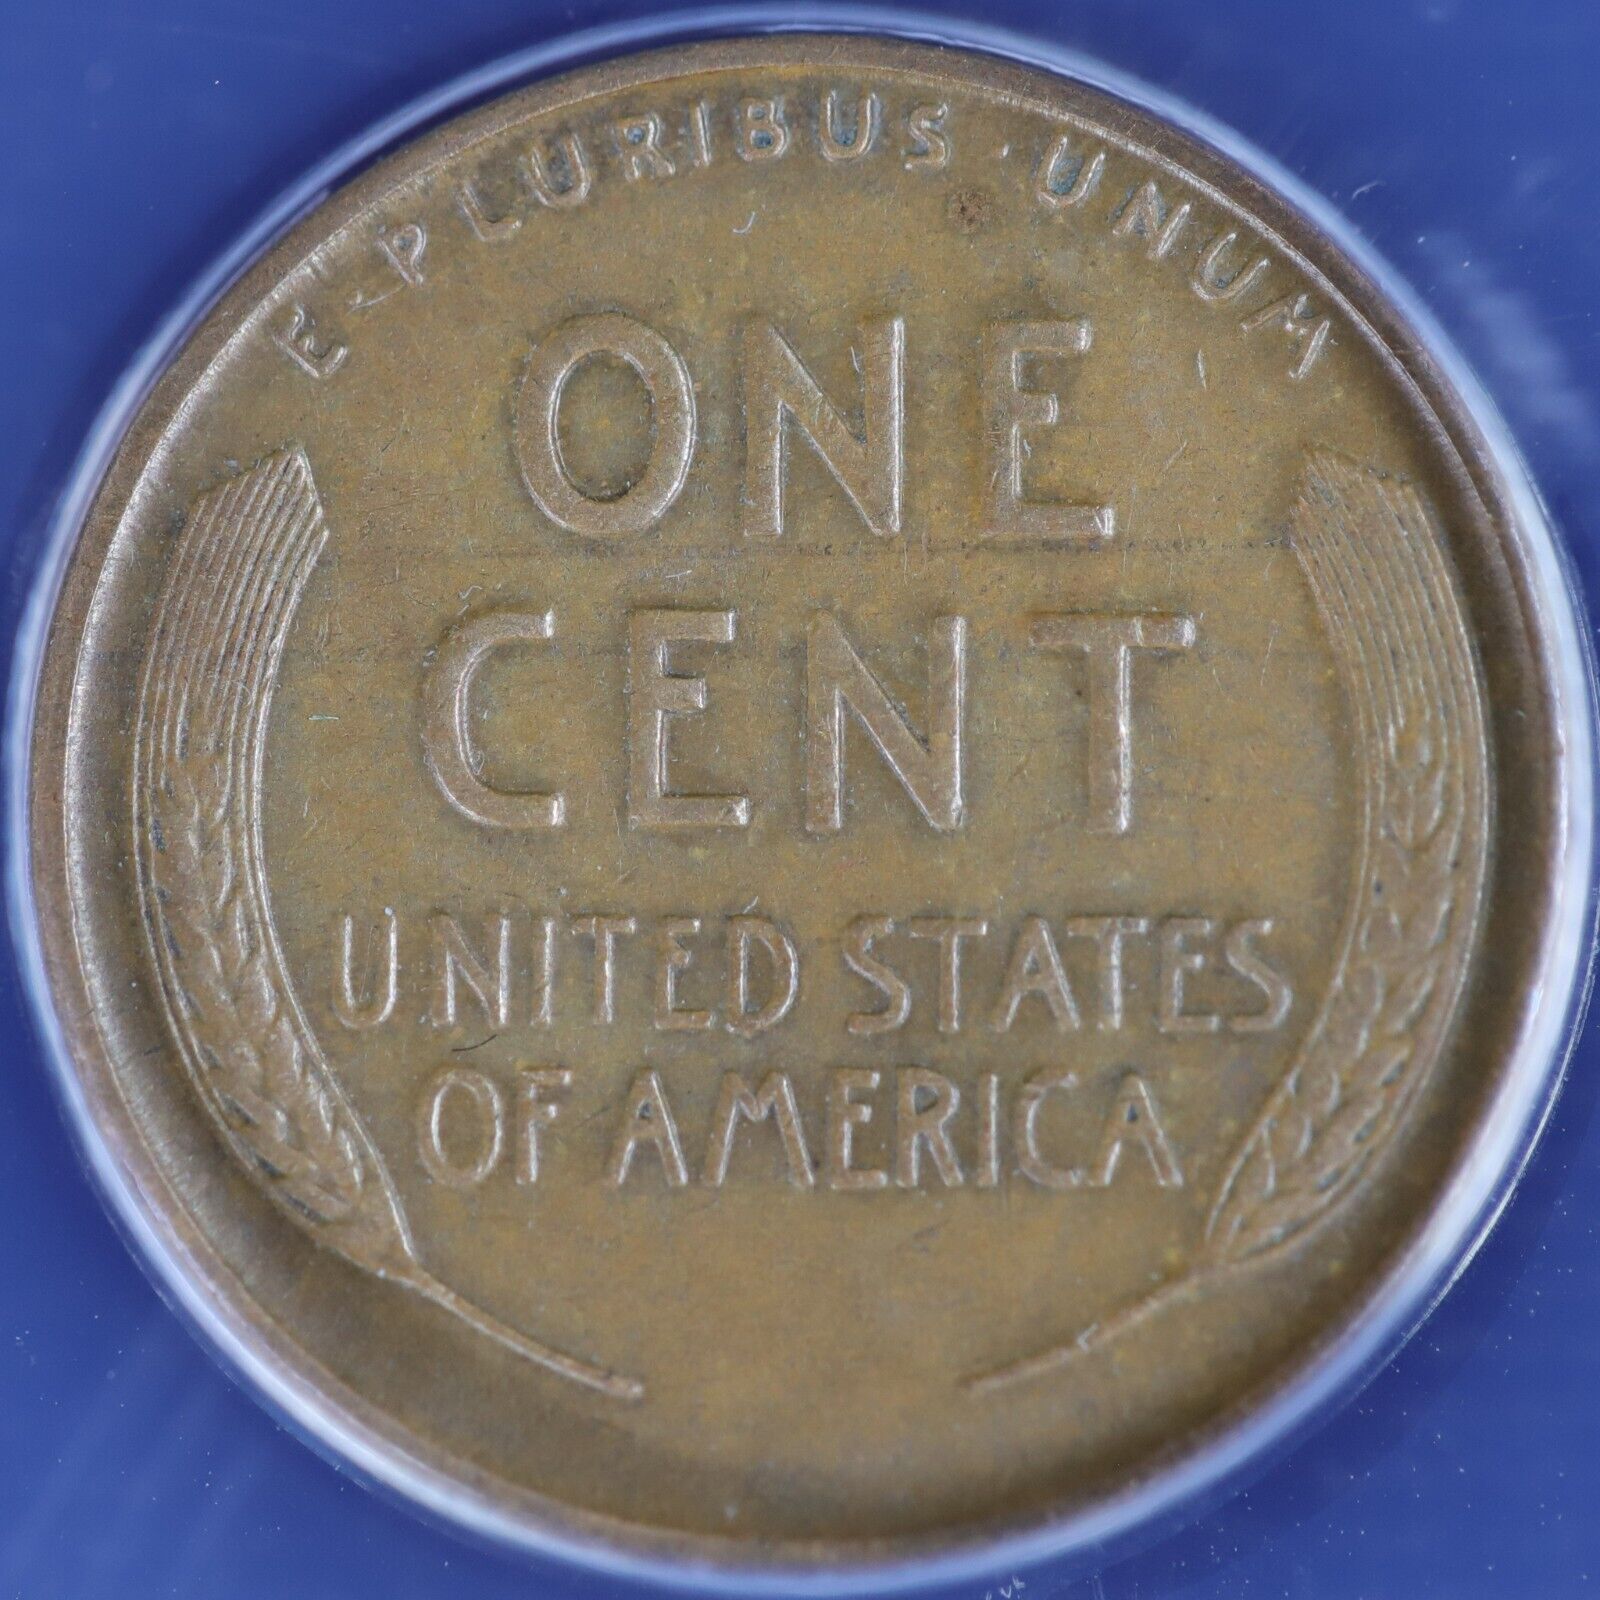 E · PLURIBUS · UNUM
ONE
CENT
UNITED STATES
OF AMERICA